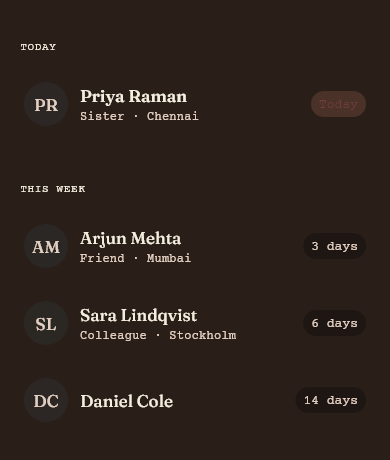 TODAY
PR
Priya Raman
Sister · Chennai
Today
THIS WEEK
AM
Arjun Mehta
Friend · Mumbai
3 days
SL
Sara Lindqvist
Colleague · Stockholm
6 days
DC
Daniel Cole
14 days